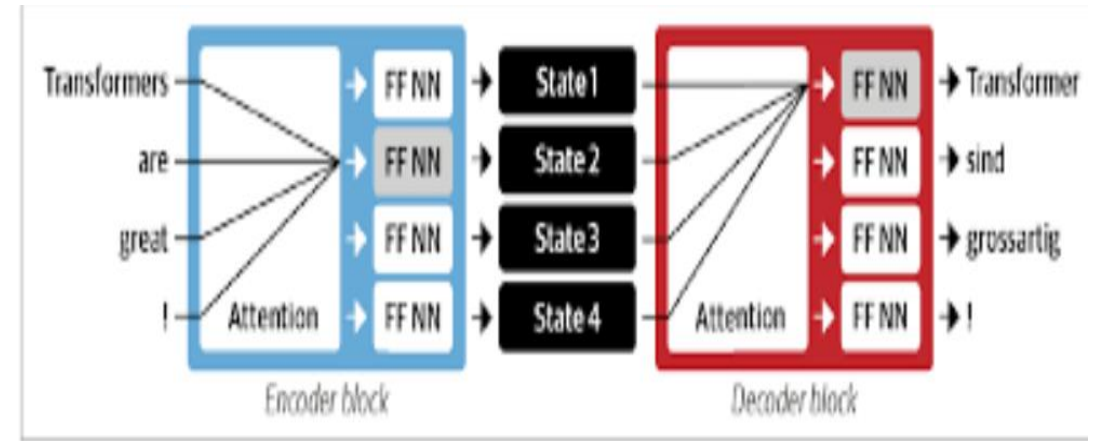 Transformers FF NN State 1 FF NN Transformer
are FF NN State 2 FF NN sind
great FF NN State 3 FF NN grossartig
! Attention FF NN State 4 Attention FF NN !
Encoder block Decoder block